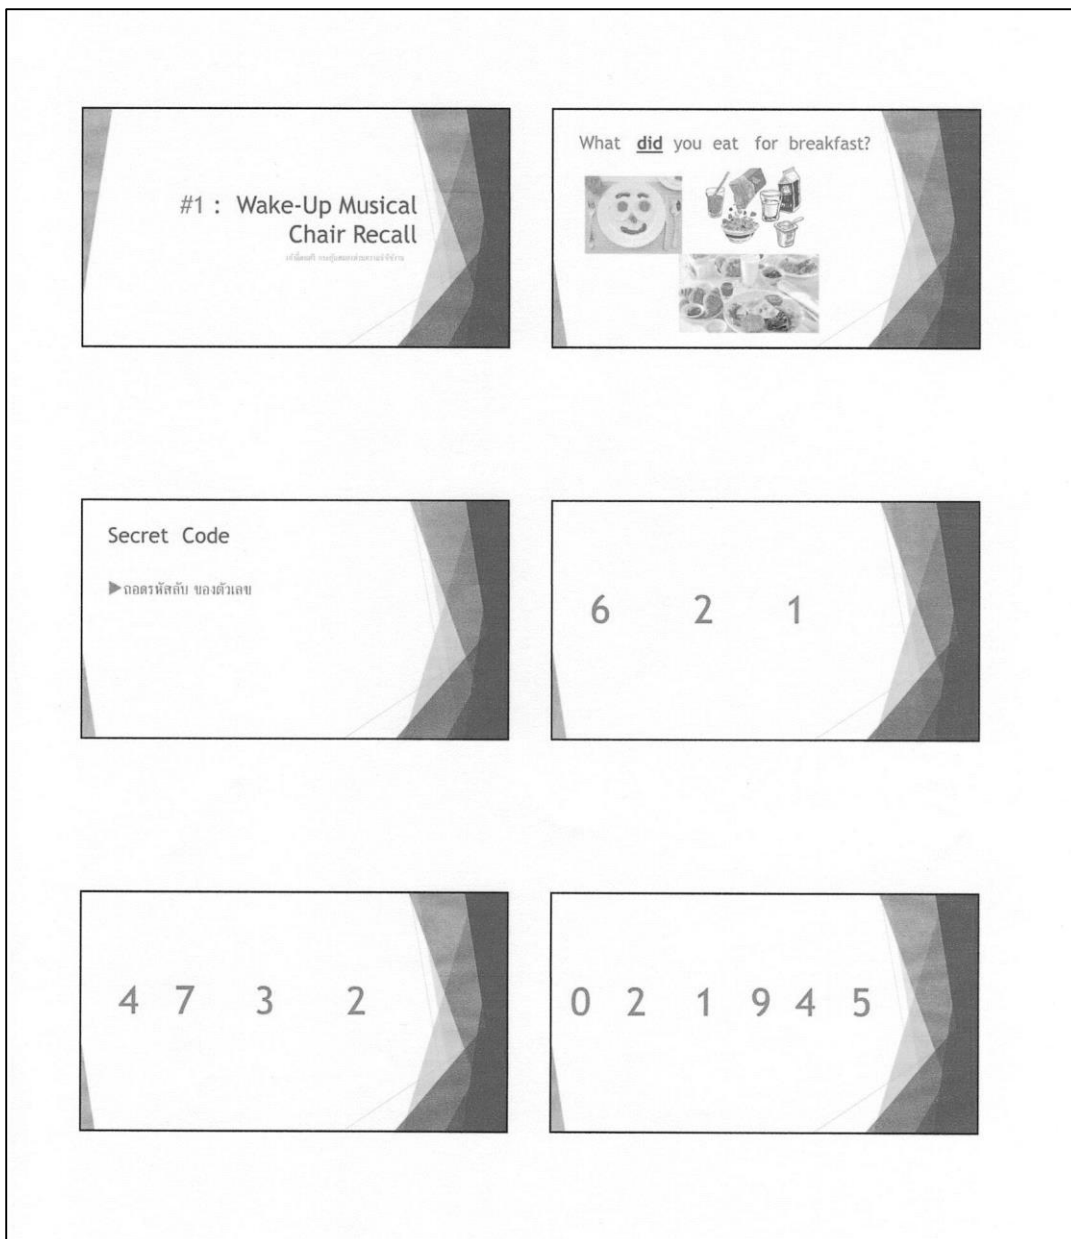 #1 : Wake-Up Musical
Chair Recall
What did you eat for breakfast?
Secret Code
▶ถอดรหัสลับ ของตัวเลข
6 2 1
4 7 3 2
0 2 1 9 4 5